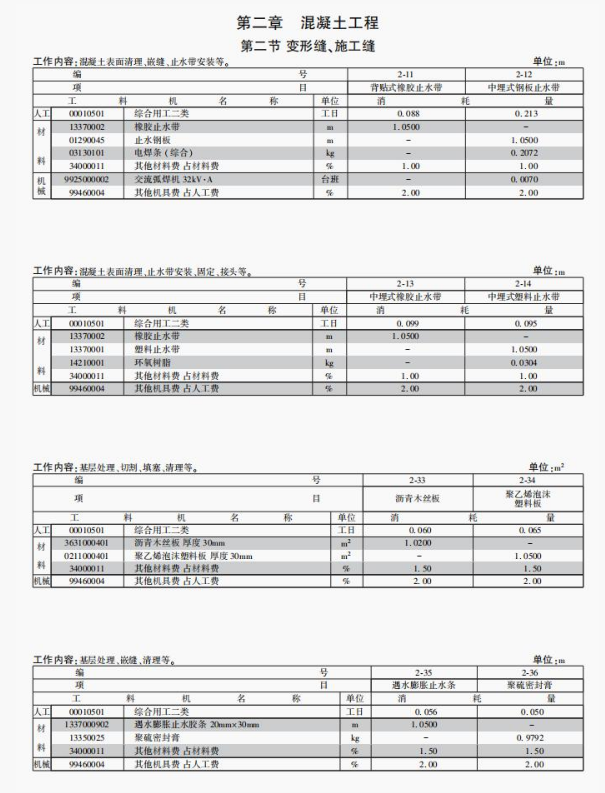 第二章 混凝土工程
第二节 变形缝、施工缝
工作内容:混凝土表面清理、嵌缝、止水带安装等。 单位:m
编 号 2-11 2-12
项 目 背贴式橡胶止水带 中埋式钢板止水带
工 料 机 名 称 单位 消 耗 量
人工 00010501 综合用工二类 工日 0.088 0.213
材料 13370002 橡胶止水带 m 1.0500 –
01290045 止水钢板 m – 1.0500
03130101 电焊条(综合) kg – 0.2072
34000011 其他材料费 占材料费 % 1.00 1.00
机械 9925000002 交流弧焊机 32kV·A 台班 – 0.0070
99460004 其他机具费 占人工费 % 2.00 2.00
工作内容:混凝土表面清理、止水带安装、固定、接头等。 单位:m
编 号 2-13 2-14
项 目 中埋式橡胶止水带 中埋式塑料止水带
工 料 机 名 称 单位 消 耗 量
人工 00010501 综合用工二类 工日 0.099 0.095
材料 13370002 橡胶止水带 m 1.0500 –
13370001 塑料止水带 m – 1.0500
14210001 环氧树脂 kg – 0.0304
34000011 其他材料费 占材料费 % 1.00 1.00
机械 99460004 其他机具费 占人工费 % 2.00 2.00
工作内容:基层处理、切割、填塞、清理等。 单位:m²
编 号 2-33 2-34
项 目 沥青木丝板 聚乙烯泡沫
塑料板
工 料 机 名 称 单位 消 耗 量
人工 00010501 综合用工二类 工日 0.060 0.065
材料 3631000401 沥青木丝板 厚度30mm m² 1.0200 –
0211000401 聚乙烯泡沫塑料板 厚度30mm m² – 1.0500
34000011 其他材料费 占材料费 % 1.50 1.50
机械 99460004 其他机具费 占人工费 % 2.00 2.00
工作内容:基层处理、嵌缝、清理等。 单位:m
编 号 2-35 2-36
项 目 遇水膨胀止水条 聚硫密封膏
工 料 机 名 称 单位 消 耗 量
人工 00010501 综合用工二类 工日 0.056 0.050
材料 1337000902 遇水膨胀止水胶条 20mm×30mm m 1.0500 –
13350025 聚硫密封膏 kg – 0.9792
34000011 其他材料费 占材料费 % 1.50 1.50
机械 99460004 其他机具费 占人工费 % 2.00 2.00